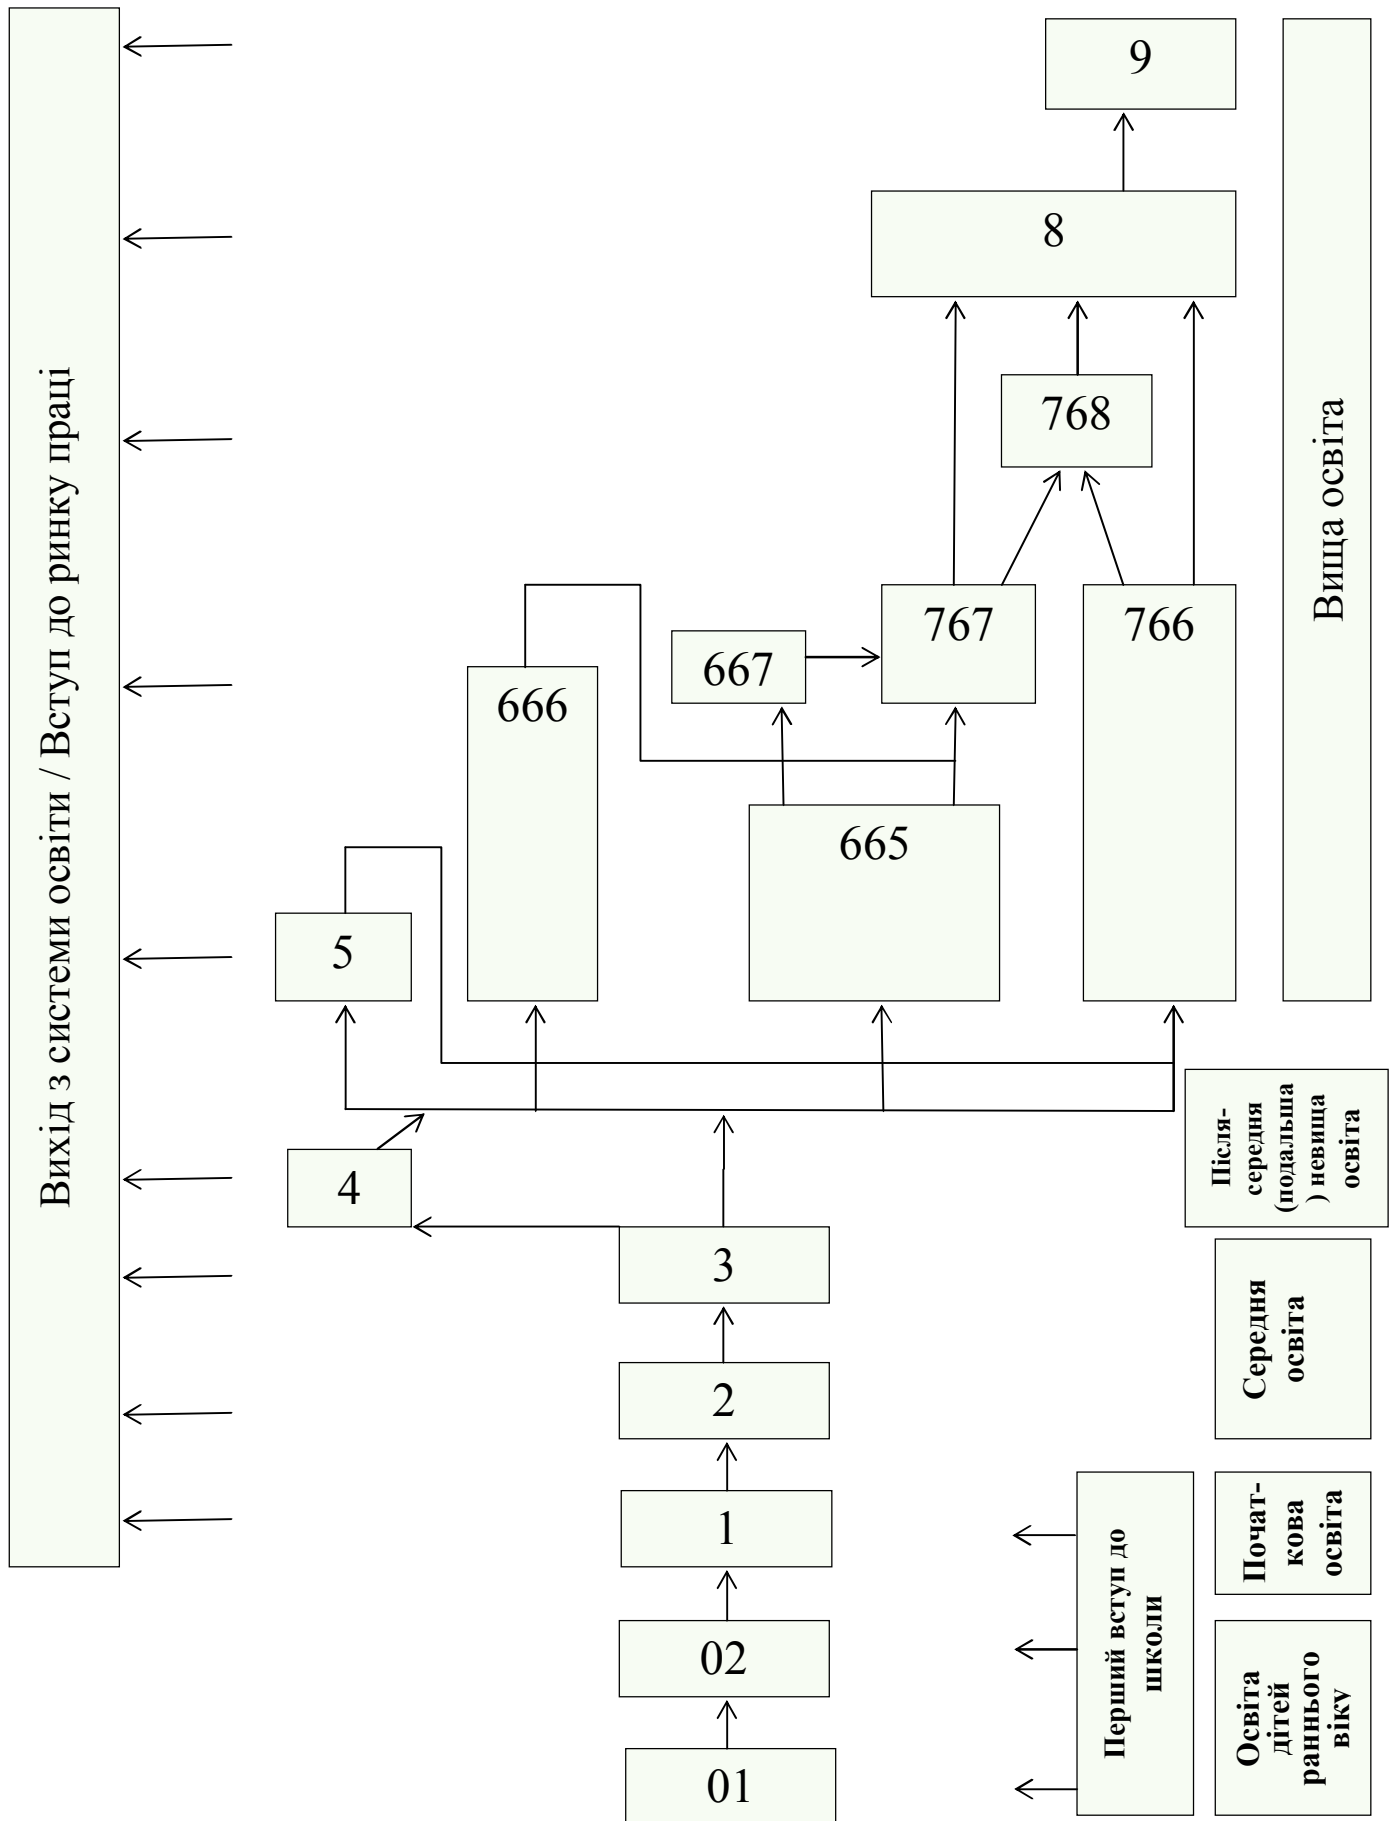 Вихід з системи освіти / Вступ до ринку праці
9
8
768
767
766
667
666
665
5
4
3
2
1
02
01
Вища освіта
Після-
середня
(подальша
) невища
освіта
Середня
освіта
Почат-
кова
освіта
Перший вступ до
школи
Освіта
дітей
раннього
віку